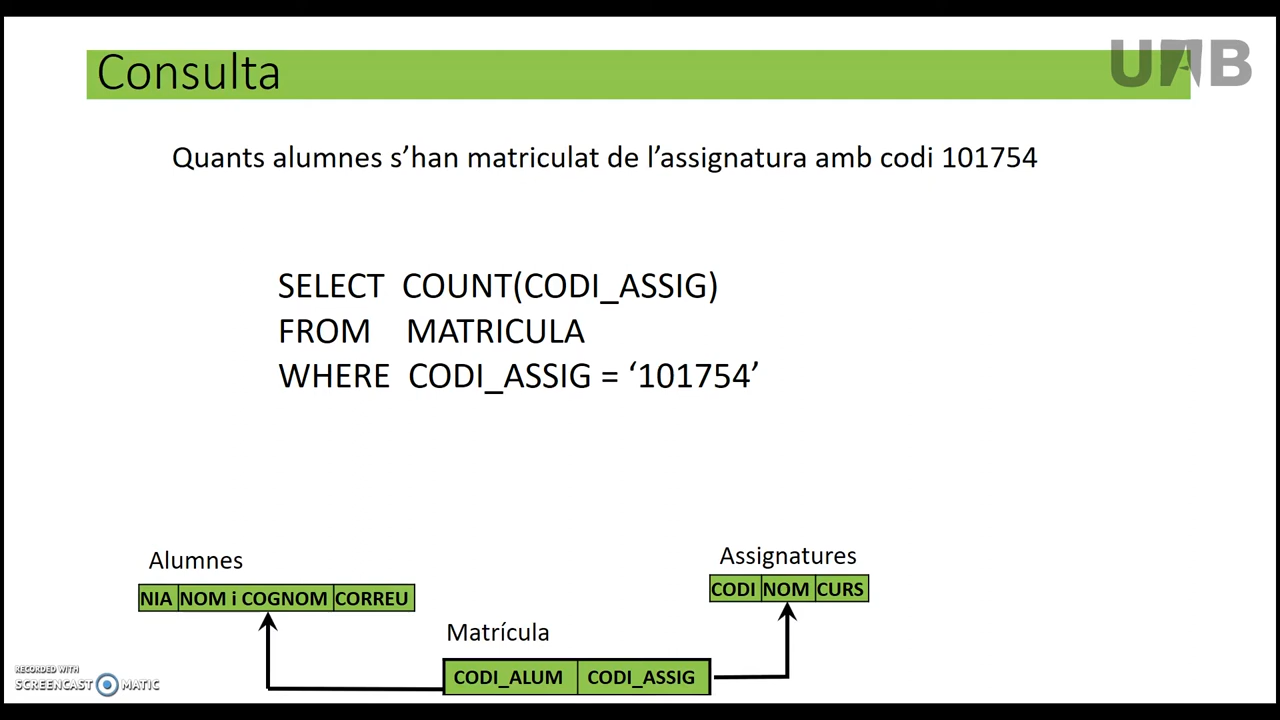 Consulta
UAB
Quants alumnes s’han matriculat de l’assignatura amb codi 101754
SELECT COUNT(CODI_ASSIG)
FROM MATRICULA
WHERE CODI_ASSIG = ‘101754’
Alumnes
NIA NOM i COGNOM CORREU
Assignatures
CODI NOM CURS
Matrícula
CODI_ALUM CODI_ASSIG
RECORDED WITH
SCREENCAST MATIC